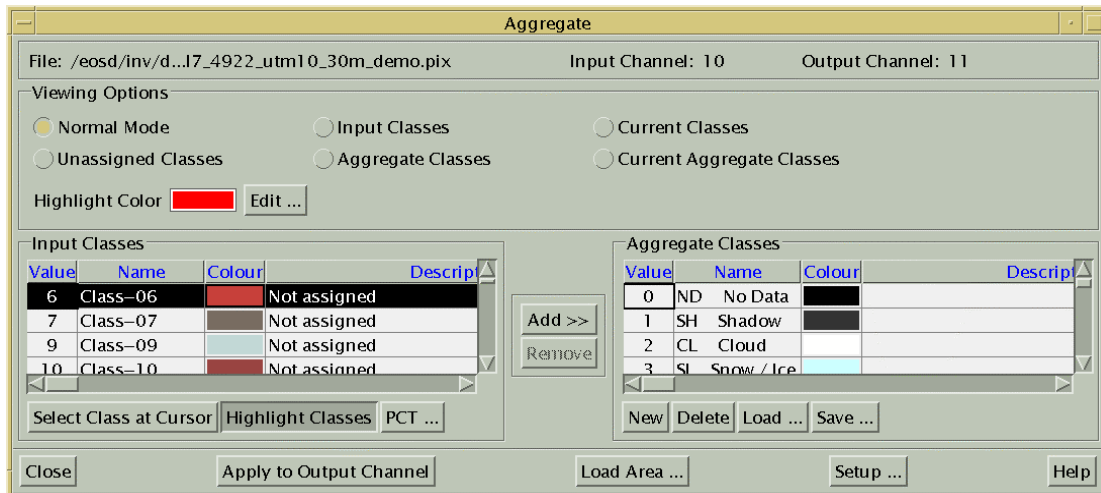 Aggregate
File: /eosd/inv/d...l7_4922_utm10_30m_demo.pix Input Channel: 10 Output Channel: 11
Viewing Options
Normal Mode Input Classes Current Classes
Unassigned Classes Aggregate Classes Current Aggregate Classes
Highlight Color Edit ...
Input Classes
Value Name Colour Descript
6 Class-06 Not assigned
7 Class-07 Not assigned
9 Class-09 Not assigned
10 Class-10 Not assigned
Select Class at Cursor Highlight Classes PCT ...
Add >>
Remove
Aggregate Classes
Value Name Colour Descript
0 ND No Data
1 SH Shadow
2 CL Cloud
3 SI Snow / Ice
New Delete Load ... Save ...
Close Apply to Output Channel Load Area ... Setup ... Help